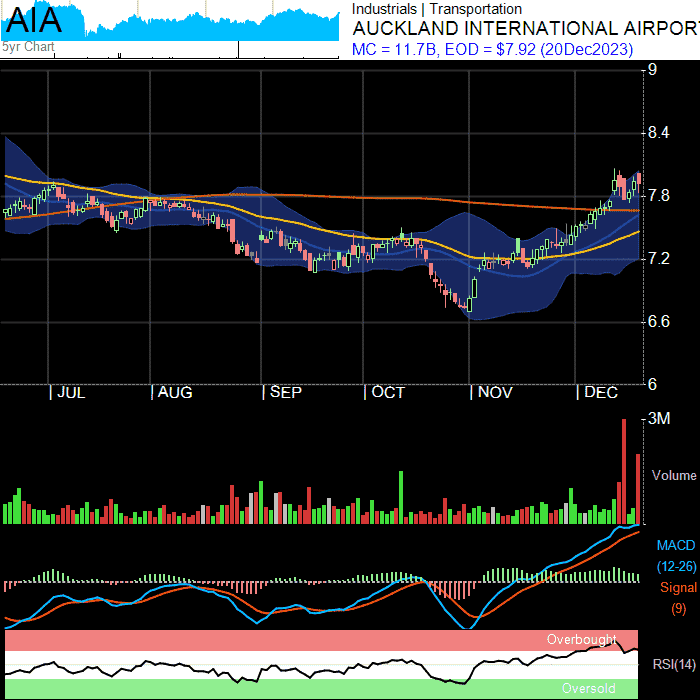 AIA
5yr Chart
Industrials | Transportation
AUCKLAND INTERNATIONAL AIRPORT
MC = 11.7B, EOD = $7.92 (20Dec2023)
9
8.4
7.8
7.2
6.6
6
| JUL | AUG | SEP | OCT | NOV | DEC
3M
Volume
MACD
(12-26)
Signal
(9)
Overbought
RSI(14)
Oversold